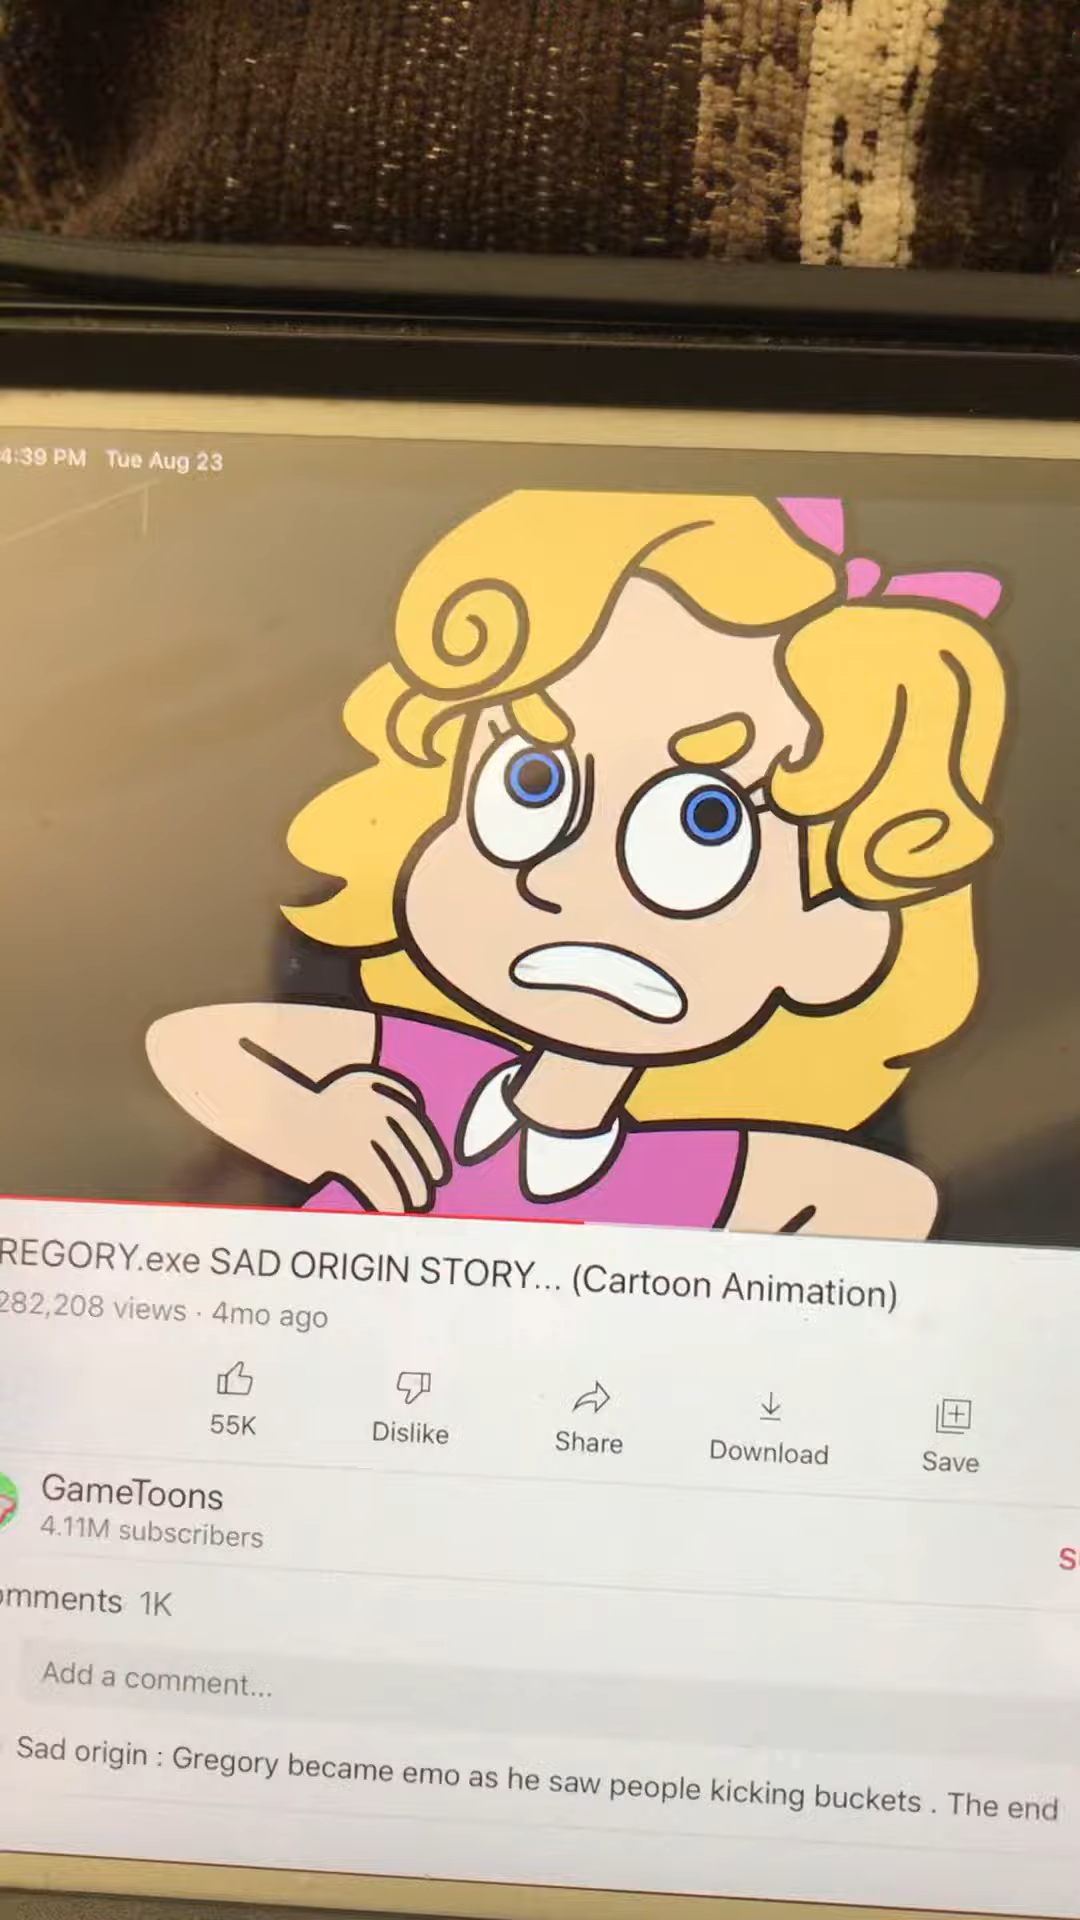 4:39 PM Tue Aug 23
REGORY.exe SAD ORIGIN STORY... (Cartoon Animation)
282,208 views · 4mo ago
55K
Dislike
Share
Download
Save
GameToons
4.11M subscribers
S
omments 1K
Add a comment...
Sad origin : Gregory became emo as he saw people kicking buckets . The end